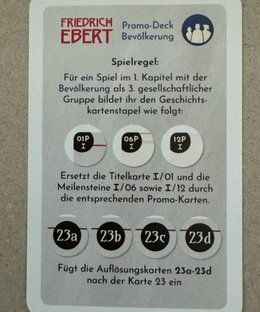 FRIEDRICH EBERT
Promo-Deck
Bevölkerung
Spielregel:
Für ein Spiel im 1. Kapitel mit der
Bevölkerung als 3. gesellschaftlicher
Gruppe bildet ihr den Geschichts-
kartenstapel wie folgt:
01P I 06P I 12P I
Ersetzt die Titelkarte I/01 und die
Meilensteine I/06 sowie I/12 durch
die entsprechenden Promo-Karten.
23a 23b 23c 23d
Fügt die Auflösungskarten 23a-23d
nach der Karte 23 ein